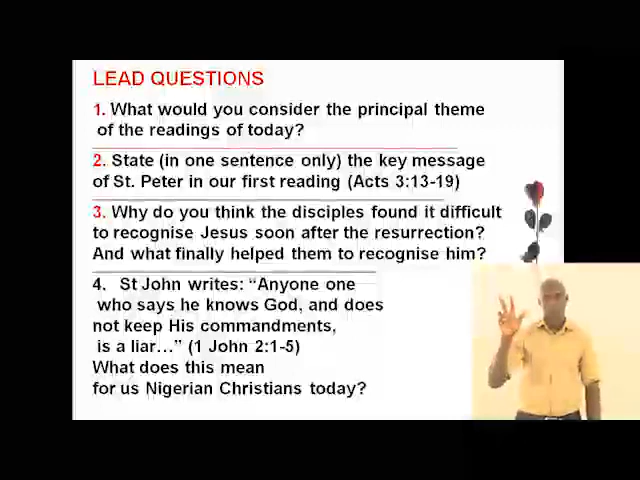 LEAD QUESTIONS
1. What would you consider the principal theme
of the readings of today?
2. State (in one sentence only) the key message
of St. Peter in our first reading (Acts 3:13-19)
3. Why do you think the disciples found it difficult
to recognise Jesus soon after the resurrection?
And what finally helped them to recognise him?
4. St John writes: “Anyone one
who says he knows God, and does
not keep His commandments,
is a liar…” (1 John 2:1-5)
What does this mean
for us Nigerian Christians today?